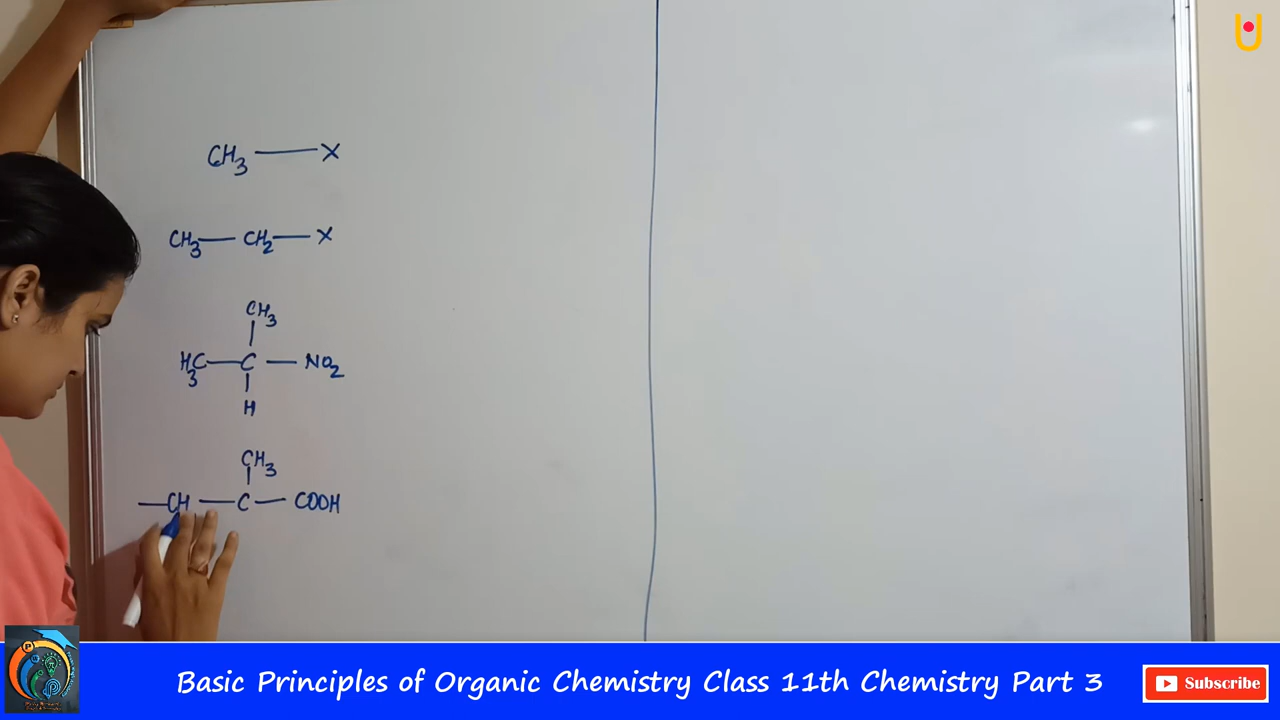 CH3 — X
CH3 — CH2 — X
CH3
H3C — C — NO2
H
CH3
— CH — C — COOH
Basic Principles of Organic Chemistry Class 11th Chemistry Part 3
Subscribe